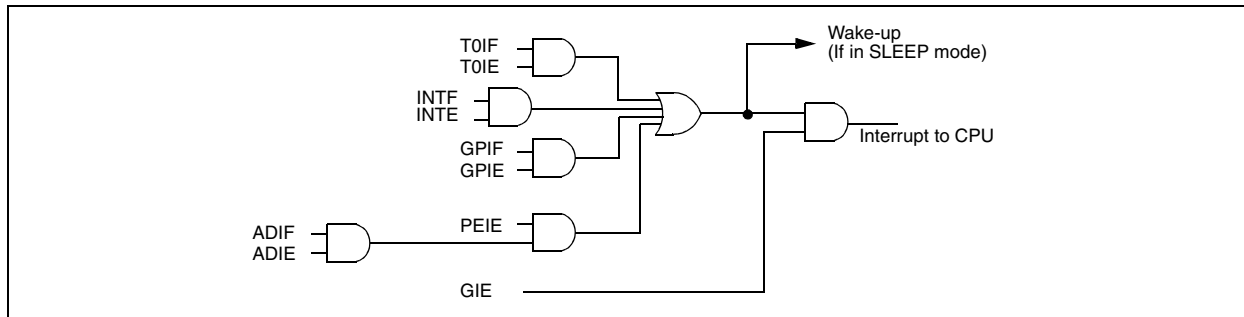 Wake-up
(If in SLEEP mode)
T0IF
T0IE
INTF
INTE
GPIF
GPIE
Interrupt to CPU
PEIE
ADIF
ADIE
GIE